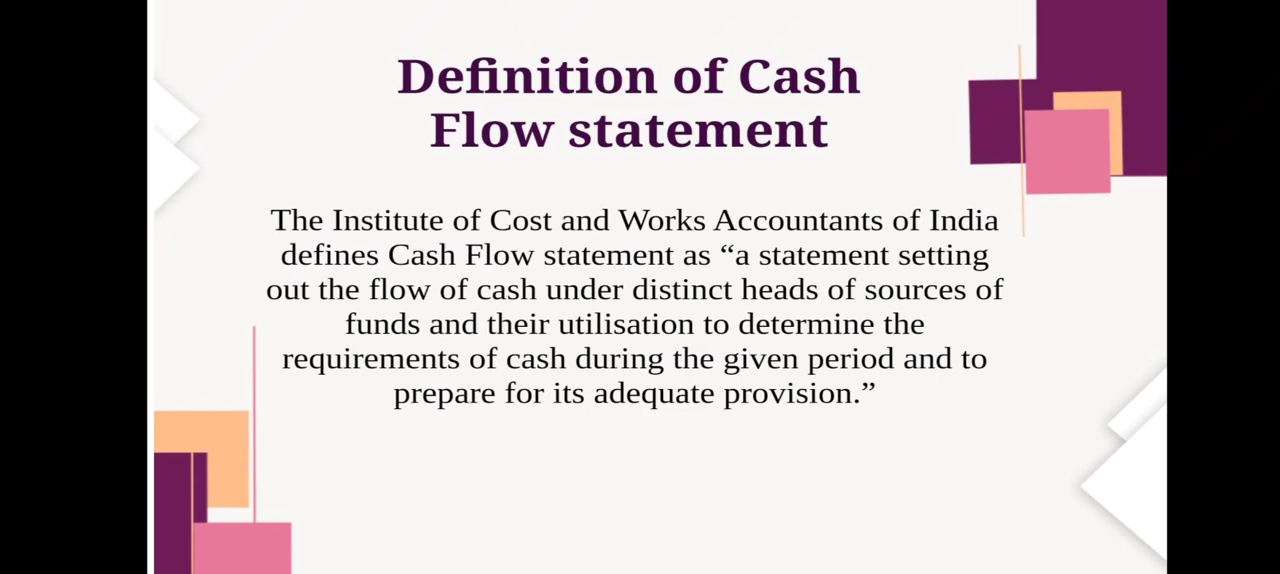 Definition of Cash
Flow statement
The Institute of Cost and Works Accountants of India
defines Cash Flow statement as “a statement setting
out the flow of cash under distinct heads of sources of
funds and their utilisation to determine the
requirements of cash during the given period and to
prepare for its adequate provision.”